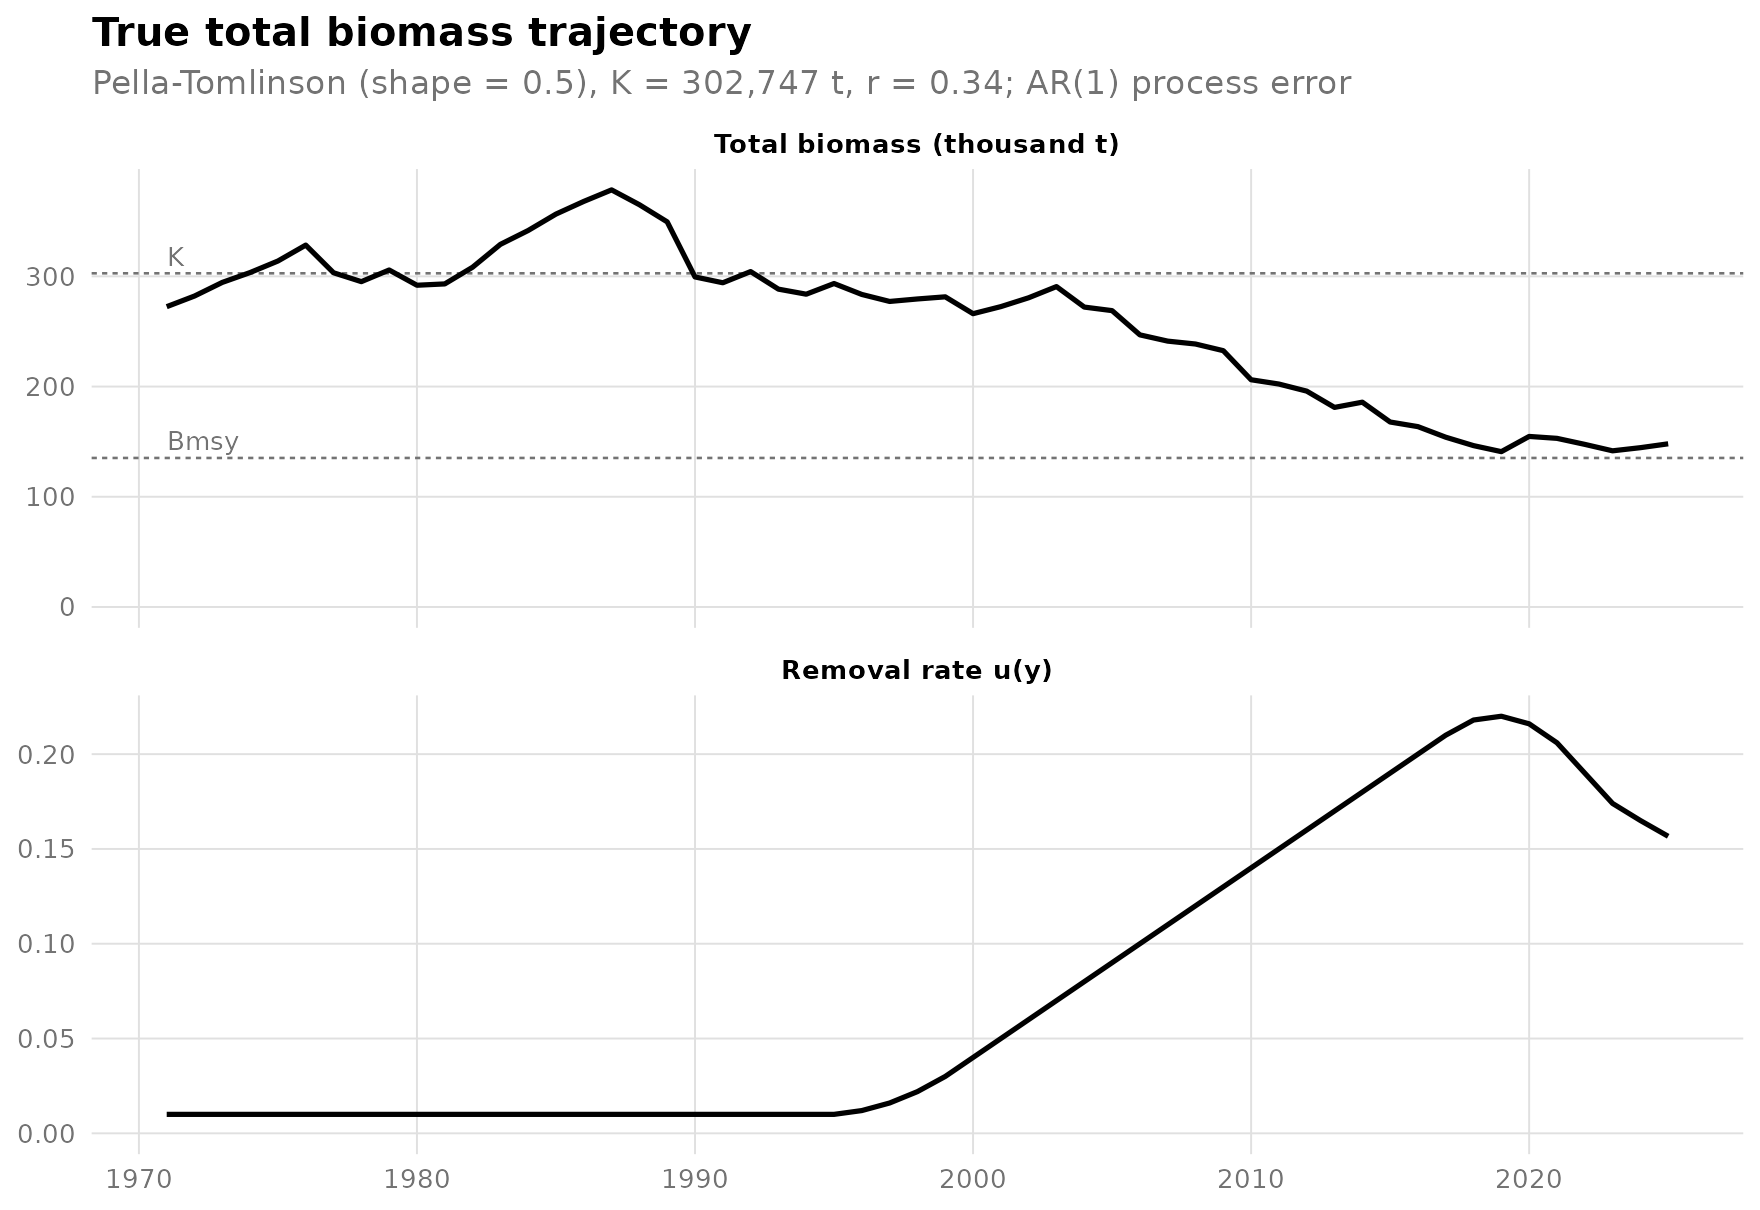 True total biomass trajectory
Pella-Tomlinson (shape = 0.5), K = 302,747 t, r = 0.34; AR(1) process error
Total biomass (thousand t)
K
300
200
Bmsy
100
0
Removal rate u(y)
0.20
0.15
0.10
0.05
0.00
1970 1980 1990 2000 2010 2020